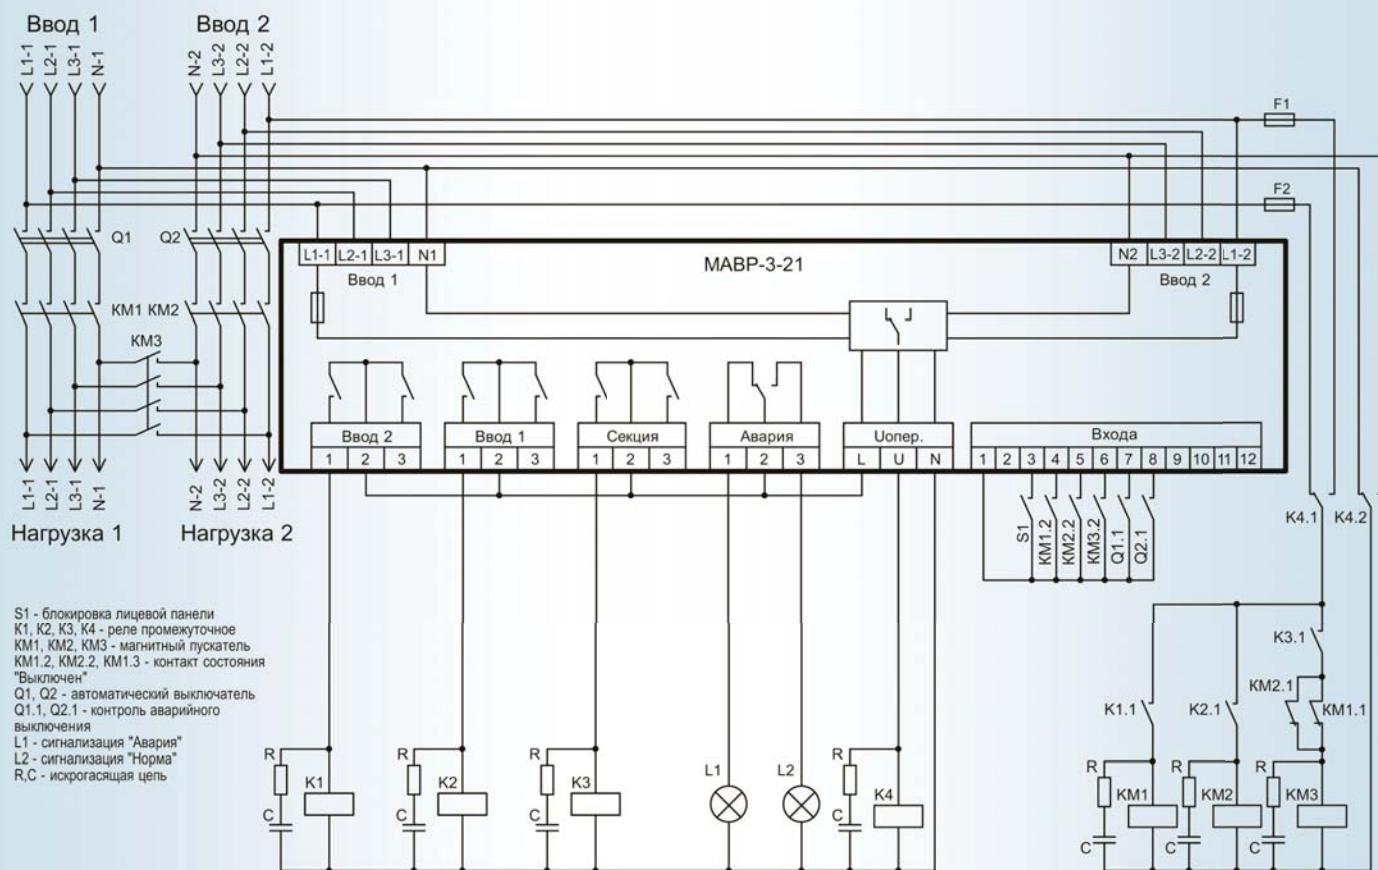 Ввод 1 Ввод 2
L1-1 L2-1 L3-1 N-1 N-2 L3-2 L2-2 L1-2
F1
F2
Q1 Q2
L1-1 L2-1 L3-1 N1 N2 L3-2 L2-2 L1-2
МАВР-3-21
Ввод 1 Ввод 2
KM1 KM2
KM3
Ввод 2 Ввод 1 Секция Авария Uопер. Входа
1 2 3 1 2 3 1 2 3 1 2 3 L U N 1 2 3 4 5 6 7 8 9 10 11 12
L1-1 L2-1 L3-1 N-1 N-2 L3-2 L2-2 L1-2
S1 KM1.2 KM2.2 KM3.2 Q1.1 Q2.1
K4.1 K4.2
Нагрузка 1 Нагрузка 2
S1 - блокировка лицевой панели
K1, K2, K3, K4 - реле промежуточное
KM1, KM2, KM3 - магнитный пускатель
KM1.2, KM2.2, KM1.3 - контакт состояния
"Выключен"
Q1, Q2 - автоматический выключатель
Q1.1, Q2.1 - контроль аварийного
выключения
L1 - сигнализация "Авария"
L2 - сигнализация "Норма"
R,C - искрогасящая цепь
K3.1
KM2.1
K1.1 K2.1 KM1.1
R R R R
K1 K2 K3 L1 L2 K4
C C C C
R R R
KM1 KM2 KM3
C C C